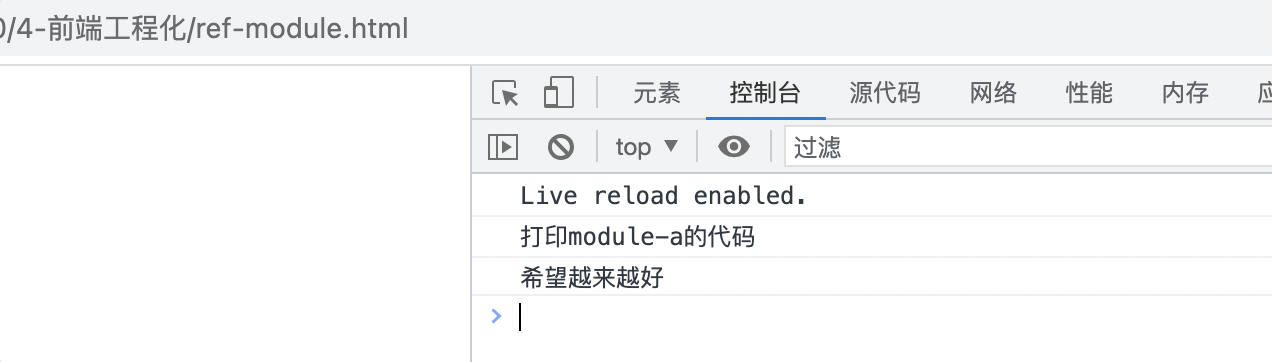 0/4-前端工程化/ref-module.html
元素 控制台 源代码 网络 性能 内存
top ▼ 过滤
Live reload enabled.
打印module-a的代码
希望越来越好
>